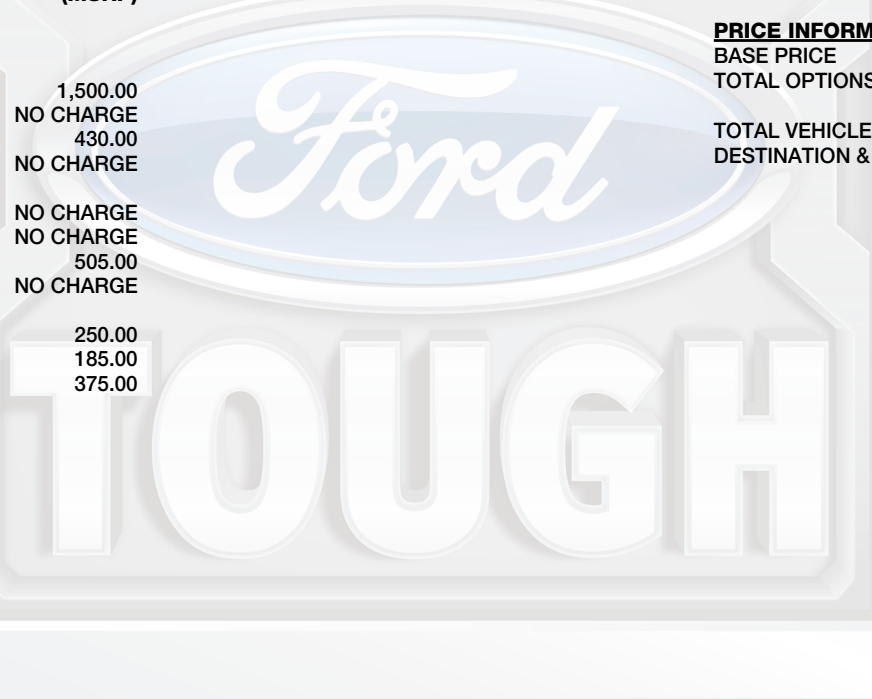 1,500.00
NO CHARGE
430.00
NO CHARGE
NO CHARGE
NO CHARGE
505.00
NO CHARGE
250.00
185.00
375.00
PRICE INFORM
BASE PRICE
TOTAL OPTIONS
TOTAL VEHICLE
DESTINATION &
Ford
TOUGH